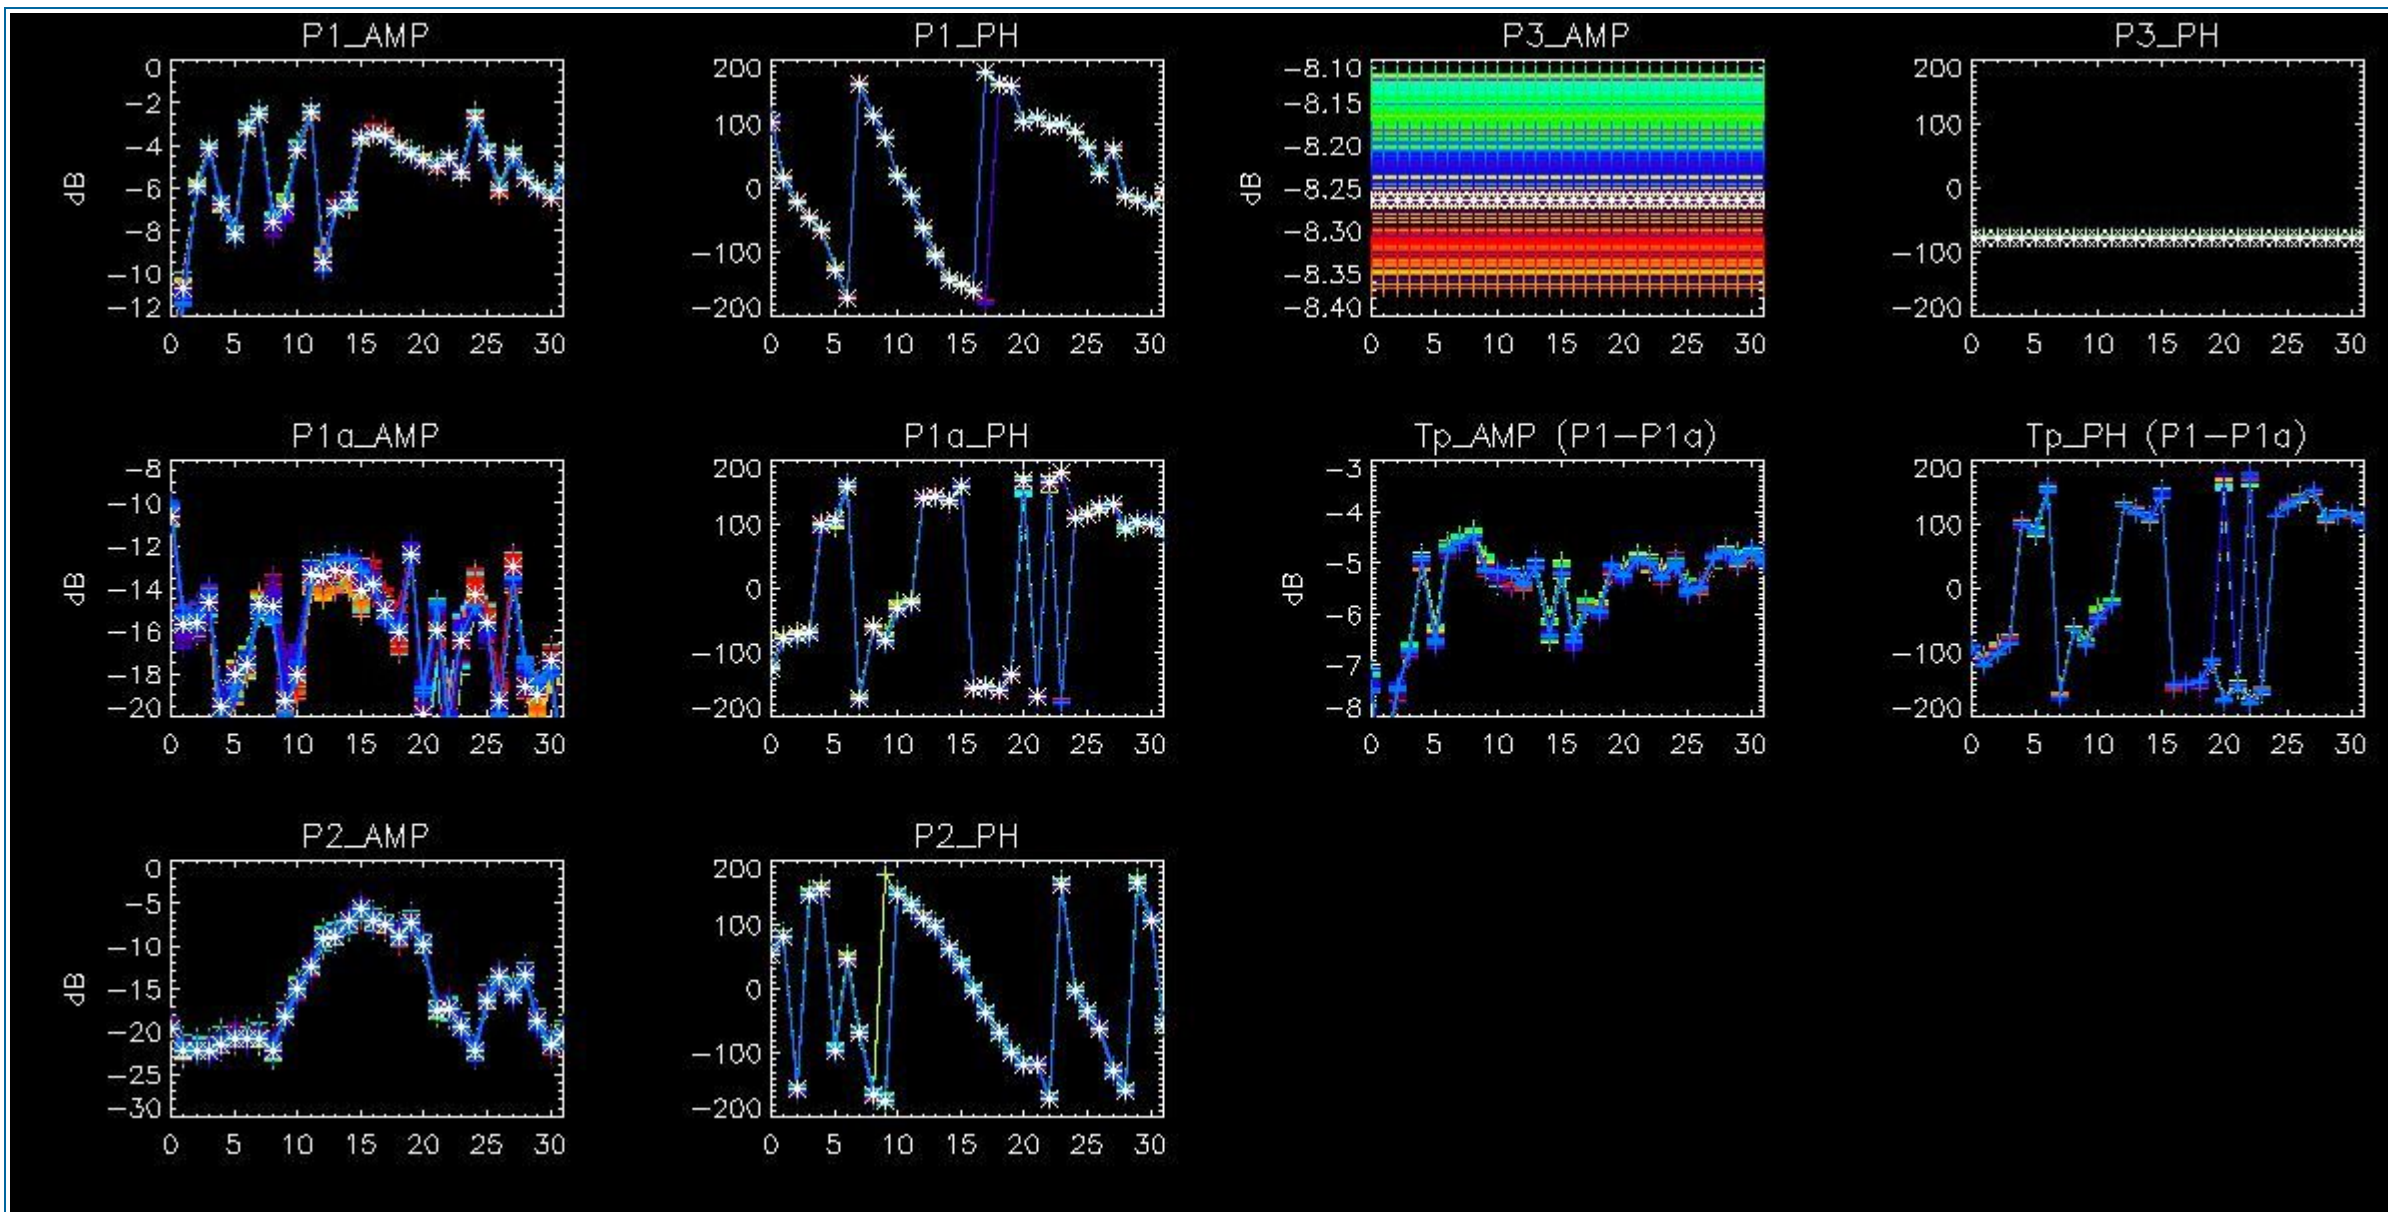 P1_AMP
P1_PH
P3_AMP
P3_PH
0
−2
−4
−6
−8
−10
−12
dB
0 5 10 15 20 25 30
200
100
0
−100
−200
0 5 10 15 20 25 30
−8.10
−8.15
−8.20
−8.25
−8.30
−8.35
−8.40
dB
0 5 10 15 20 25 30
200
100
0
−100
−200
0 5 10 15 20 25 30
P1a_AMP
P1a_PH
Tp_AMP (P1−P1a)
Tp_PH (P1−P1a)
−8
−10
−12
−14
−16
−18
−20
dB
0 5 10 15 20 25 30
200
100
0
−100
−200
0 5 10 15 20 25 30
−3
−4
−5
−6
−7
−8
dB
0 5 10 15 20 25 30
200
100
0
−100
−200
0 5 10 15 20 25 30
P2_AMP
P2_PH
0
−5
−10
−15
−20
−25
−30
dB
0 5 10 15 20 25 30
200
100
0
−100
−200
0 5 10 15 20 25 30